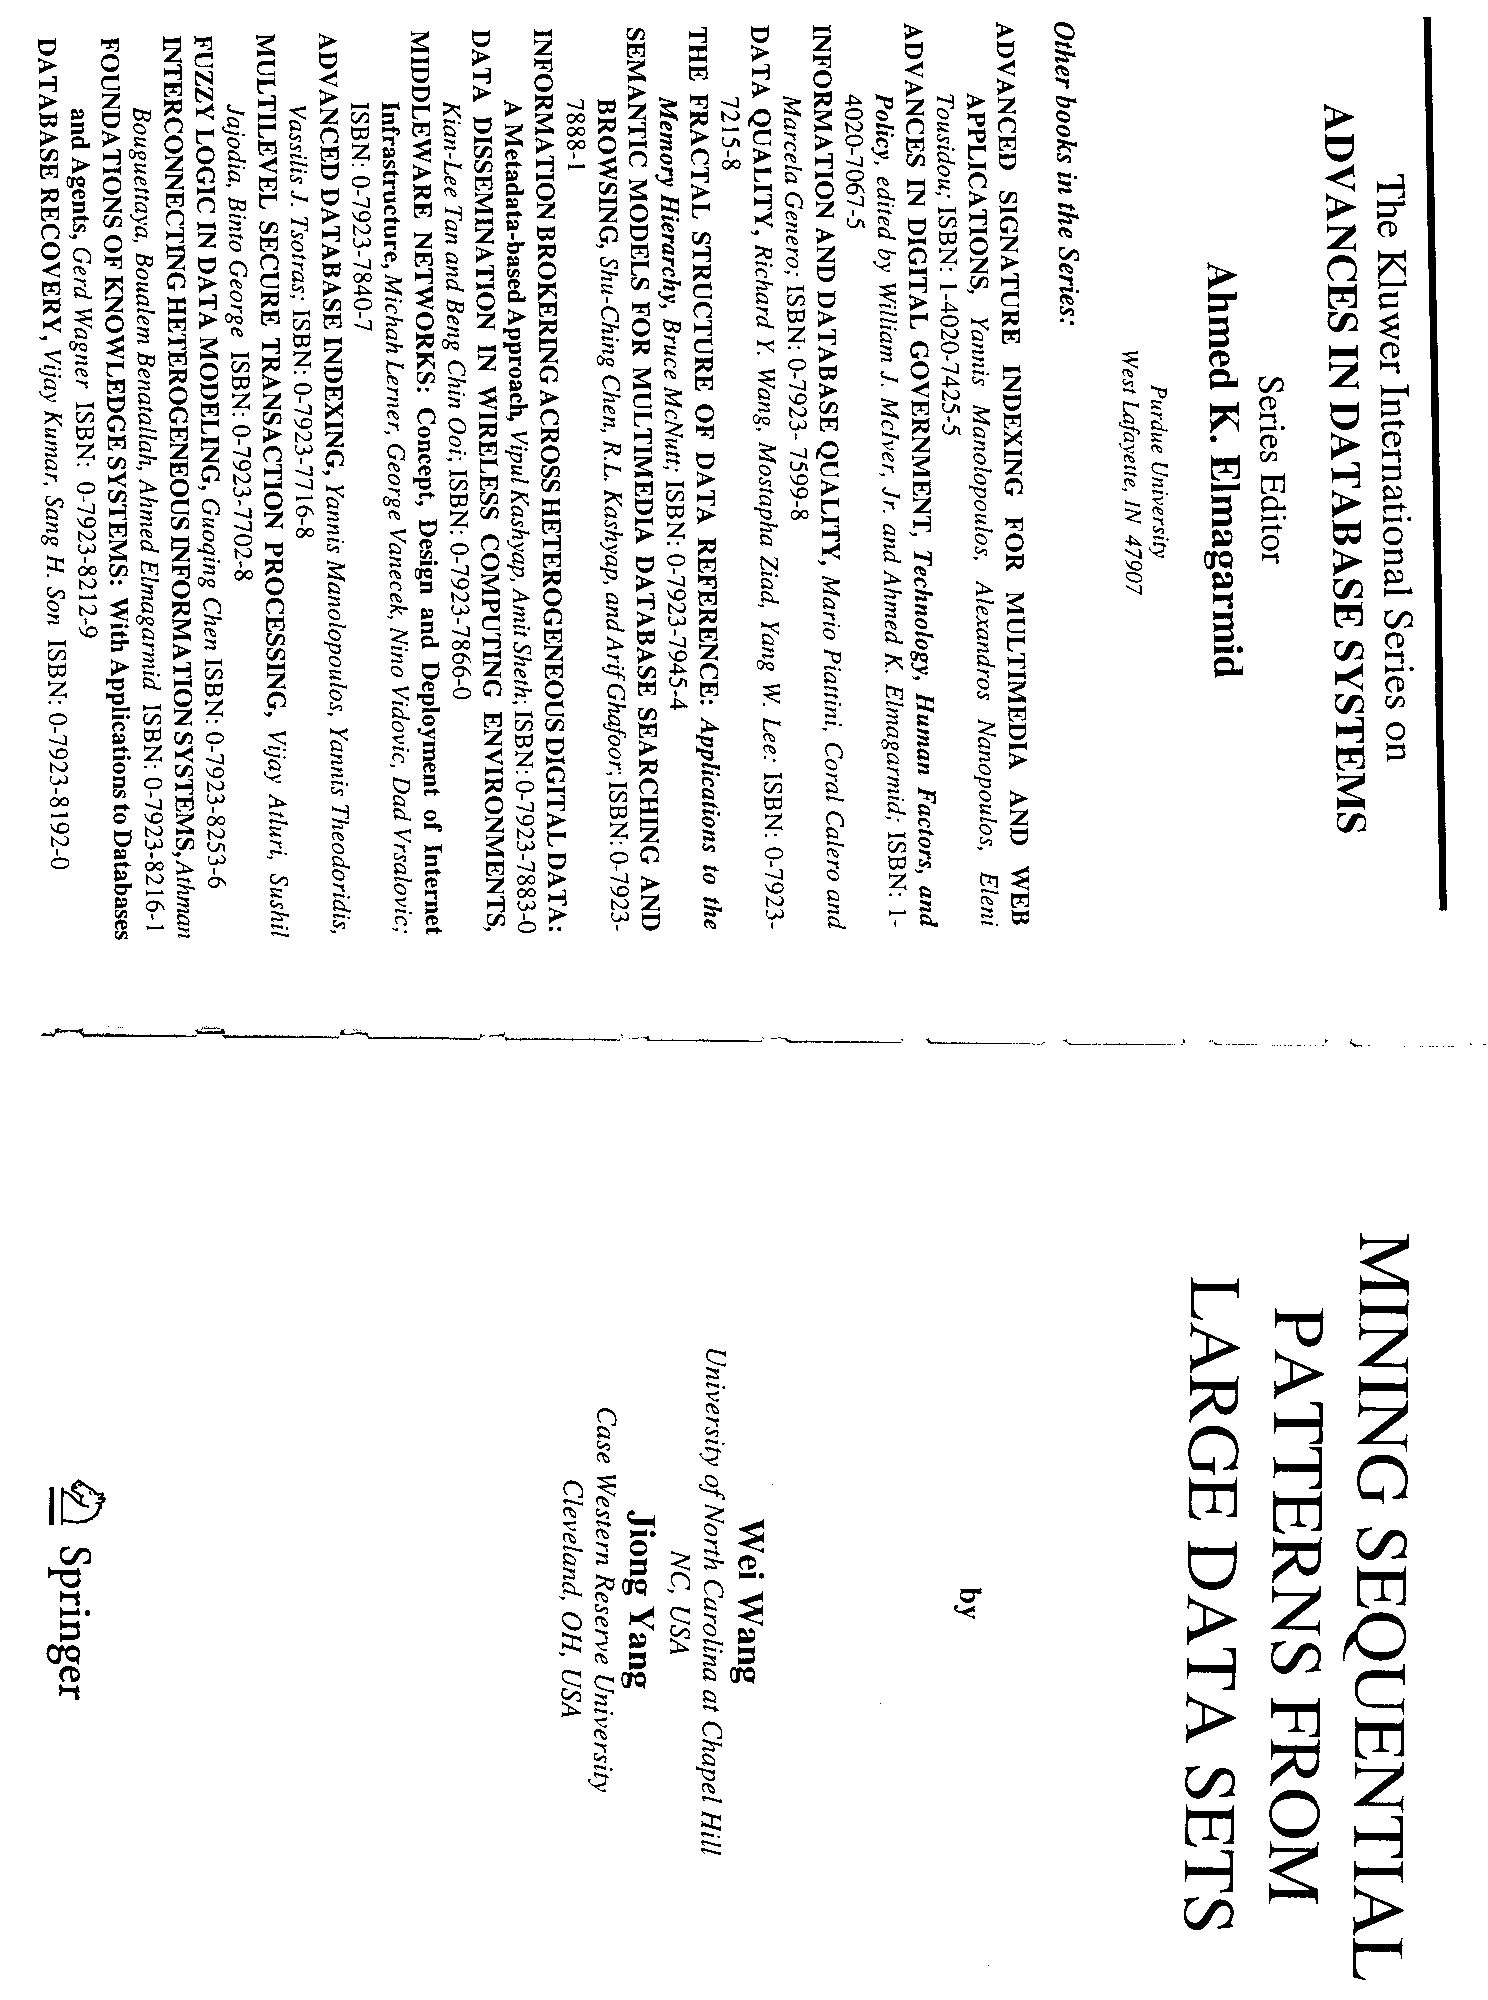 The Kluwer International Series on
ADVANCES IN DATABASE SYSTEMS
Series Editor
Ahmed K. Elmagarmid
Purdue University
West Lafayette, IN 47907
Other books in the Series:
ADVANCED SIGNATURE INDEXING FOR MULTIMEDIA AND WEB
APPLICATIONS, Yannis Manolopoulos, Alexandros Nanopoulos, Eleni
Tousidou; ISBN: 1-4020-7425-5
ADVANCES IN DIGITAL GOVERNMENT, Technology, Human Factors, and
Policy, edited by William J. McIver, Jr. and Ahmed K. Elmagarmid; ISBN: 1-
4020-7067-5
INFORMATION AND DATABASE QUALITY, Mario Piattini, Coral Calero and
Marcela Genero; ISBN: 0-7923- 7599-8
DATA QUALITY, Richard Y. Wang, Mostapha Ziad, Yang W. Lee: ISBN: 0-7923-
7215-8
THE FRACTAL STRUCTURE OF DATA REFERENCE: Applications to the
Memory Hierarchy, Bruce McNutt; ISBN: 0-7923-7945-4
SEMANTIC MODELS FOR MULTIMEDIA DATABASE SEARCHING AND
BROWSING, Shu-Ching Chen, R.L. Kashyap, and Arif Ghafoor; ISBN: 0-7923-
7888-1
INFORMATION BROKERING ACROSS HETEROGENEOUS DIGITAL DATA:
A Metadata-based Approach, Vipul Kashyap, Amit Sheth; ISBN: 0-7923-7883-0
DATA DISSEMINATION IN WIRELESS COMPUTING ENVIRONMENTS,
Kian-Lee Tan and Beng Chin Ooi; ISBN: 0-7923-7866-0
MIDDLEWARE NETWORKS: Concept, Design and Deployment of Internet
Infrastructure, Michah Lerner, George Vanecek, Nino Vidovic, Dad Vrsalovic;
ISBN: 0-7923-7840-7
ADVANCED DATABASE INDEXING, Yannis Manolopoulos, Yannis Theodoridis,
Vassilis J. Tsotras; ISBN: 0-7923-7716-8
MULTILEVEL SECURE TRANSACTION PROCESSING, Vijay Atluri, Sushil
Jajodia, Binto George ISBN: 0-7923-7702-8
FUZZY LOGIC IN DATA MODELING, Guoqing Chen ISBN: 0-7923-8253-6
INTERCONNECTING HETEROGENEOUS INFORMATION SYSTEMS, Athman
Bouguettaya, Boualem Benatallah, Ahmed Elmagarmid ISBN: 0-7923-8216-1
FOUNDATIONS OF KNOWLEDGE SYSTEMS: With Applications to Databases
and Agents, Gerd Wagner ISBN: 0-7923-8212-9
DATABASE RECOVERY, Vijay Kumar, Sang H. Son ISBN: 0-7923-8192-0
MINING SEQUENTIAL
PATTERNS FROM
LARGE DATA SETS
by
Wei Wang
University of North Carolina at Chapel Hill
NC, USA
Jiong Yang
Case Western Reserve University
Cleveland, OH, USA
Springer